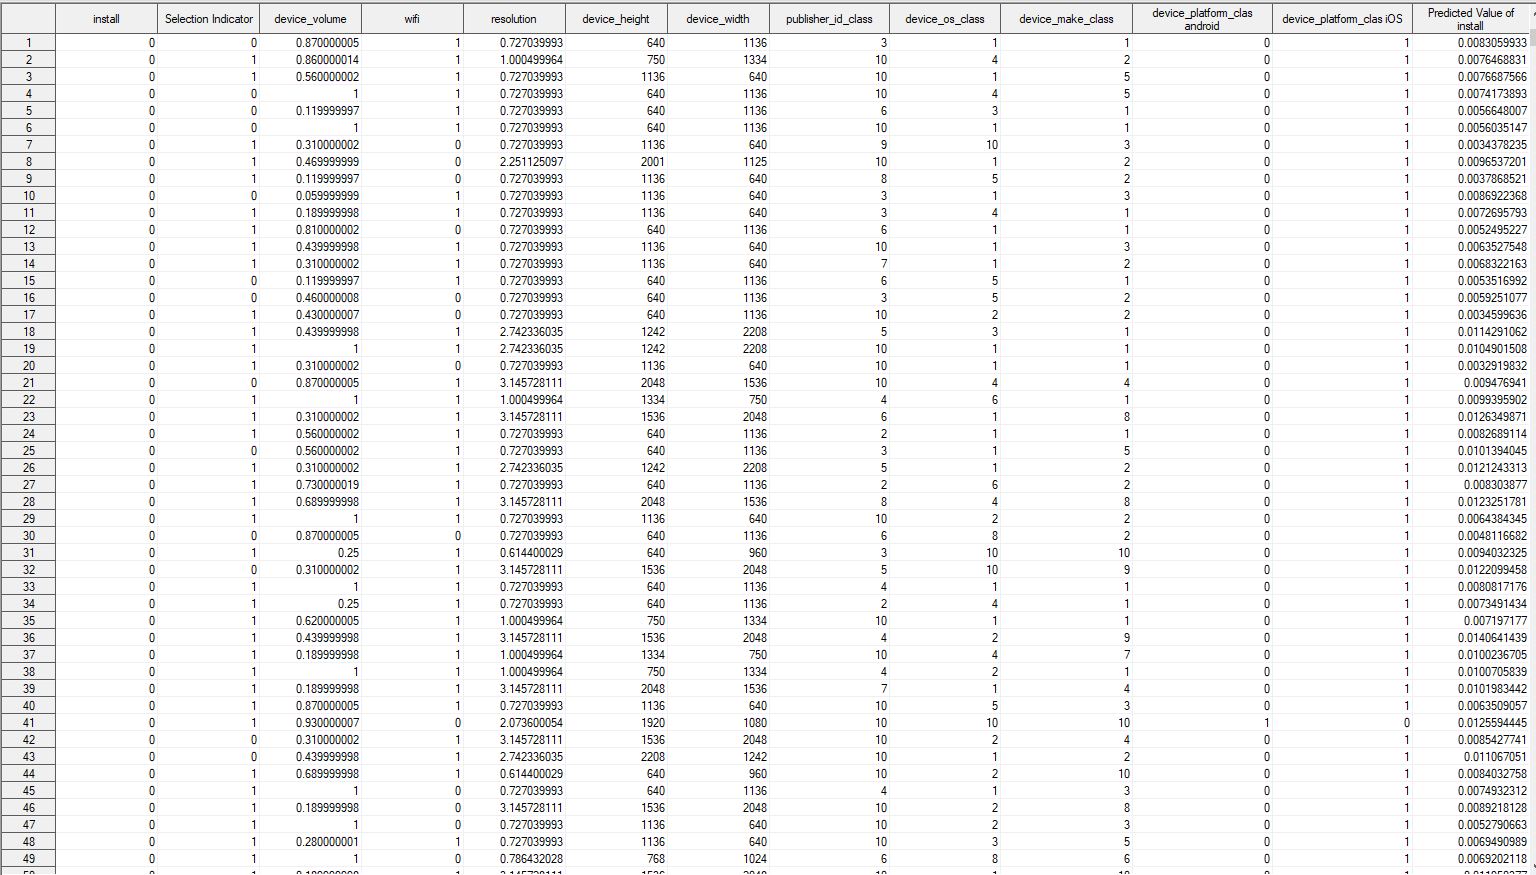 install Selection Indicator device_volume wifi resolution device_height device_width publisher_id_class device_os_class device_make_class device_platform_clas android device_platform_clas iOS Predicted Value of install
1 0 0 0.870000005 1 0.727039993 640 1136 3 1 1 0 1 0.0083059933
2 0 1 0.860000014 1 1.000499964 750 1334 10 4 2 0 1 0.0076468831
3 0 1 0.560000002 1 0.727039993 1136 640 10 1 5 0 1 0.0076687566
4 0 0 1 1 0.727039993 640 1136 10 4 5 0 1 0.0074173893
5 0 0 0.119999997 1 0.727039993 640 1136 6 3 1 0 1 0.0056648007
6 0 0 1 1 0.727039993 640 1136 10 1 1 0 1 0.0056035147
7 0 1 0.310000002 0 0.727039993 1136 640 9 10 3 0 1 0.0034378235
8 0 1 0.469999999 0 2.251125097 2001 1125 10 1 2 0 1 0.0096537201
9 0 1 0.119999997 0 0.727039993 1136 640 8 5 2 0 1 0.0037868521
10 0 0 0.059999999 1 0.727039993 1136 640 3 1 3 0 1 0.0086922368
11 0 1 0.189999998 1 0.727039993 1136 640 3 4 1 0 1 0.0072695793
12 0 1 0.810000002 0 0.727039993 640 1136 6 1 1 0 1 0.0052495227
13 0 1 0.439999998 1 0.727039993 1136 640 10 1 3 0 1 0.0063527548
14 0 1 0.310000002 1 0.727039993 1136 640 7 1 2 0 1 0.0068322163
15 0 0 0.119999997 1 0.727039993 640 1136 6 5 1 0 1 0.0053516992
16 0 0 0.460000008 0 0.727039993 640 1136 3 5 2 0 1 0.0059251077
17 0 1 0.430000007 0 0.727039993 640 1136 10 2 2 0 1 0.0034599636
18 0 1 0.439999998 1 2.742336035 1242 2208 5 3 1 0 1 0.0114291062
19 0 1 1 1 2.742336035 1242 2208 10 1 1 0 1 0.0104901508
20 0 1 0.310000002 0 0.727039993 1136 640 10 1 1 0 1 0.0032919832
21 0 0 0.870000005 1 3.145728111 2048 1536 10 4 4 0 1 0.009476941
22 0 1 1 1 1.000499964 1334 750 4 6 1 0 1 0.0099395902
23 0 1 0.310000002 1 3.145728111 1536 2048 6 1 8 0 1 0.0126349871
24 0 1 0.560000002 1 0.727039993 640 1136 2 1 1 0 1 0.0082689114
25 0 0 0.560000002 1 0.727039993 640 1136 3 1 5 0 1 0.0101394045
26 0 1 0.310000002 1 2.742336035 1242 2208 5 1 2 0 1 0.0121243313
27 0 1 0.730000019 1 0.727039993 640 1136 2 6 2 0 1 0.008303877
28 0 1 0.689999998 1 3.145728111 2048 1536 8 4 8 0 1 0.0123251781
29 0 1 1 1 0.727039993 1136 640 10 2 2 0 1 0.0064384345
30 0 0 0.870000005 0 0.727039993 640 1136 6 8 2 0 1 0.0048116682
31 0 1 0.25 1 0.614400029 640 960 3 10 10 0 1 0.0094032325
32 0 0 0.310000002 1 3.145728111 1536 2048 5 10 9 0 1 0.0122099458
33 0 1 1 1 0.727039993 640 1136 4 1 1 0 1 0.0080817176
34 0 1 0.25 1 0.727039993 640 1136 2 4 1 0 1 0.0073491434
35 0 1 0.620000005 1 1.000499964 750 1334 10 1 1 0 1 0.007197177
36 0 1 0.439999998 1 3.145728111 1536 2048 4 2 9 0 1 0.0140641439
37 0 1 0.189999998 1 1.000499964 1334 750 10 4 7 0 1 0.0100236705
38 0 1 1 1 1.000499964 750 1334 4 2 1 0 1 0.0100705839
39 0 1 0.189999998 1 3.145728111 2048 1536 7 1 4 0 1 0.0101983442
40 0 1 0.870000005 1 0.727039993 1136 640 10 5 3 0 1 0.0063509057
41 0 1 0.930000007 0 2.073600054 1920 1080 10 10 10 1 0 0.0125594445
42 0 0 0.310000002 1 3.145728111 1536 2048 10 2 4 0 1 0.0085427741
43 0 0 0.439999998 1 2.742336035 2208 1242 10 1 2 0 1 0.011067051
44 0 1 0.689999998 1 0.614400029 640 960 10 2 10 0 1 0.0084032758
45 0 1 1 0 0.727039993 640 1136 4 1 3 0 1 0.0074932312
46 0 1 0.189999998 0 3.145728111 1536 2048 10 2 8 0 1 0.0089218128
47 0 1 1 0 0.727039993 1136 640 10 2 3 0 1 0.0052790663
48 0 1 0.280000001 1 0.727039993 1136 640 10 3 5 0 1 0.0069490989
49 0 1 1 0 0.786432028 768 1024 6 8 6 0 1 0.0069202118